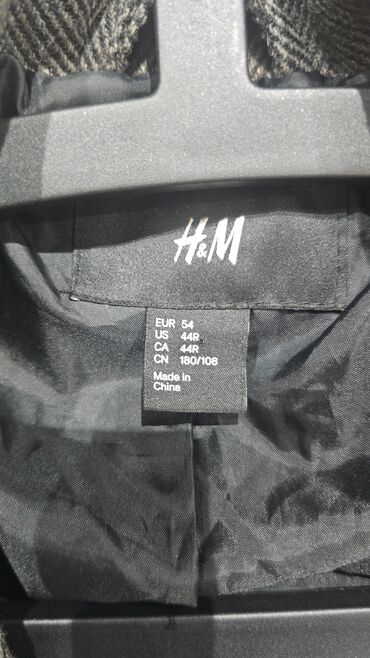 H&M
EUR 54
US 44R
CA 44R
CN 180/108
Made in
China